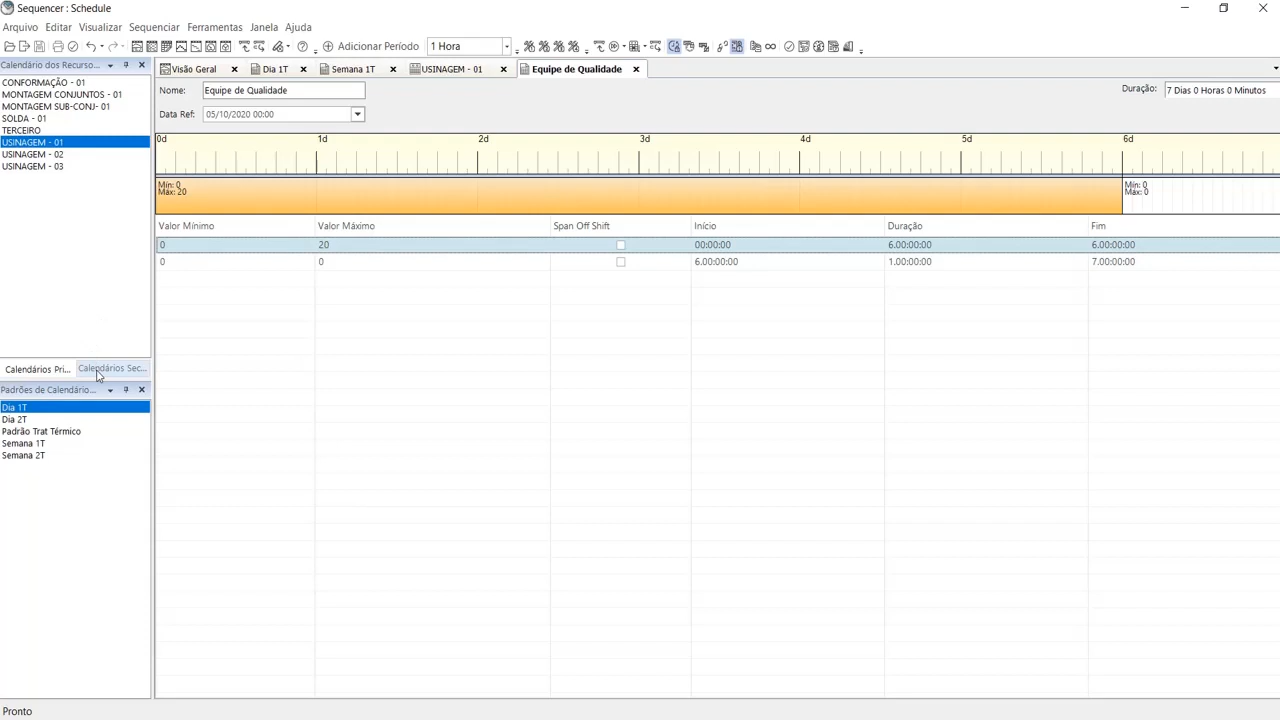 Sequencer : Schedule
Arquivo Editar Visualizar Sequenciar Ferramentas Janela Ajuda
Adicionar Período 1 Hora
Calendário dos Recurso...
CONFORMAÇÃO - 01
MONTAGEM CONJUNTOS - 01
MONTAGEM SUB-CONJ- 01
SOLDA - 01
TERCEIRO
USINAGEM - 01
USINAGEM - 02
USINAGEM - 03
Calendários Pri... Calendários Sec...
Padrões de Calendário...
Dia 1T
Dia 2T
Padrão Trat Térmico
Semana 1T
Semana 2T
Visão Geral Dia 1T Semana 1T USINAGEM - 01 Equipe de Qualidade
Nome: Equipe de Qualidade Duração: 7 Dias 0 Horas 0 Minutos
Data Ref: 05/10/2020 00:00
0d 1d 2d 3d 4d 5d 6d
Mín: 0 Mín: 0
Máx: 20 Máx: 0
Valor Mínimo Valor Máximo Span Off Shift Início Duração Fim
0 20 00:00:00 6.00:00:00 6.00:00:00
0 0 6.00:00:00 1.00:00:00 7.00:00:00
Pronto